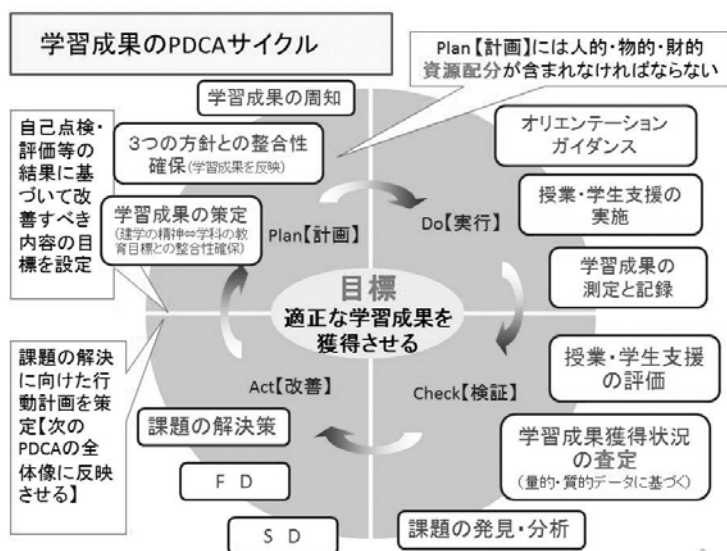 学習成果のPDCAサイクル
Plan【計画】には人的・物的・財的
資源配分が含まれなければならない
学習成果の周知
自己点検・
評価等の
結果に基
づいて改
善すべき
内容の目
標を設定
3つの方針との整合性
確保(学習成果を反映)
学習成果の策定
(建学の精神⇔学科の教
育目標との整合性確保)
Plan【計画】
Do【実行】
オリエンテーション
ガイダンス
授業・学生支援の
実施
学習成果の
測定と記録
目標
適正な学習成果を
獲得させる
授業・学生支援
の評価
Check【検証】
学習成果獲得状況
の査定
(量的・質的データに基づく)
課題の発見・分析
Act【改善】
課題の解決策
FD
SD
課題の解決
に向けた行
動計画を策
定【次の
PDCAの全
体像に反映
させる】